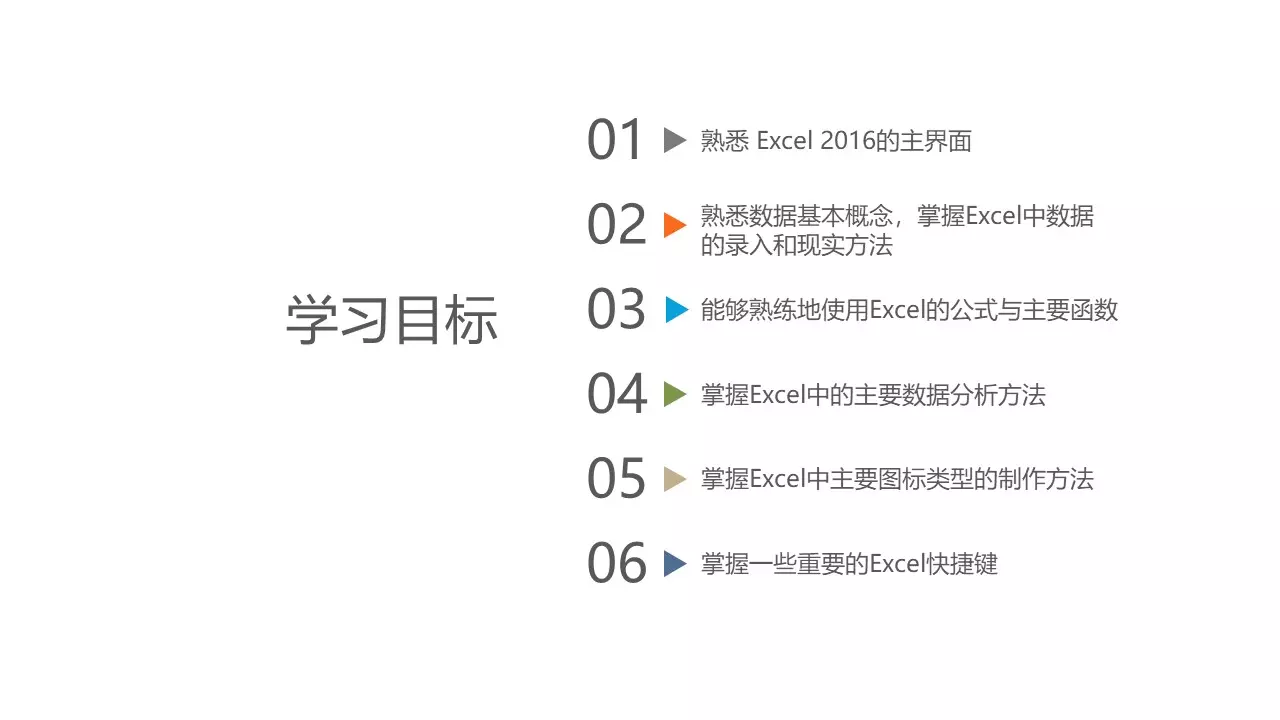 学习目标
01 熟悉 Excel 2016的主界面
02 熟悉数据基本概念，掌握Excel中数据
的录入和现实方法
03 能够熟练地使用Excel的公式与主要函数
04 掌握Excel中的主要数据分析方法
05 掌握Excel中主要图标类型的制作方法
06 掌握一些重要的Excel快捷键